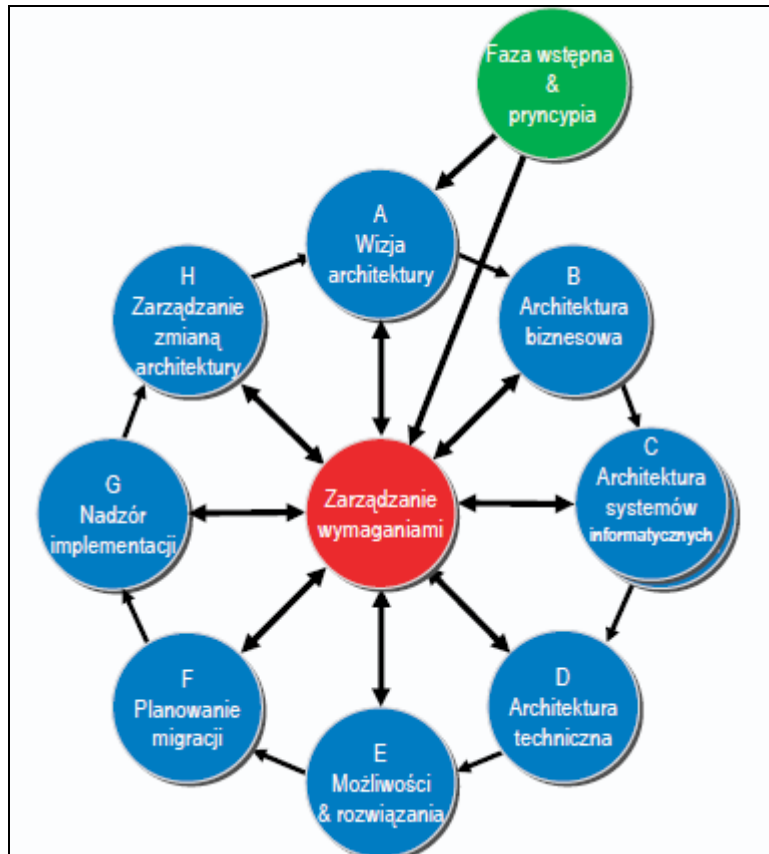 Faza wstępna
&
pryncypia
A
Wizja
architektury
B
Architektura
biznesowa
C
Architektura
systemów
informatycznych
D
Architektura
techniczna
E
Możliwości
& rozwiązania
F
Planowanie
migracji
G
Nadzór
implementacji
H
Zarządzanie
zmianą
architektury
Zarządzanie
wymaganiami